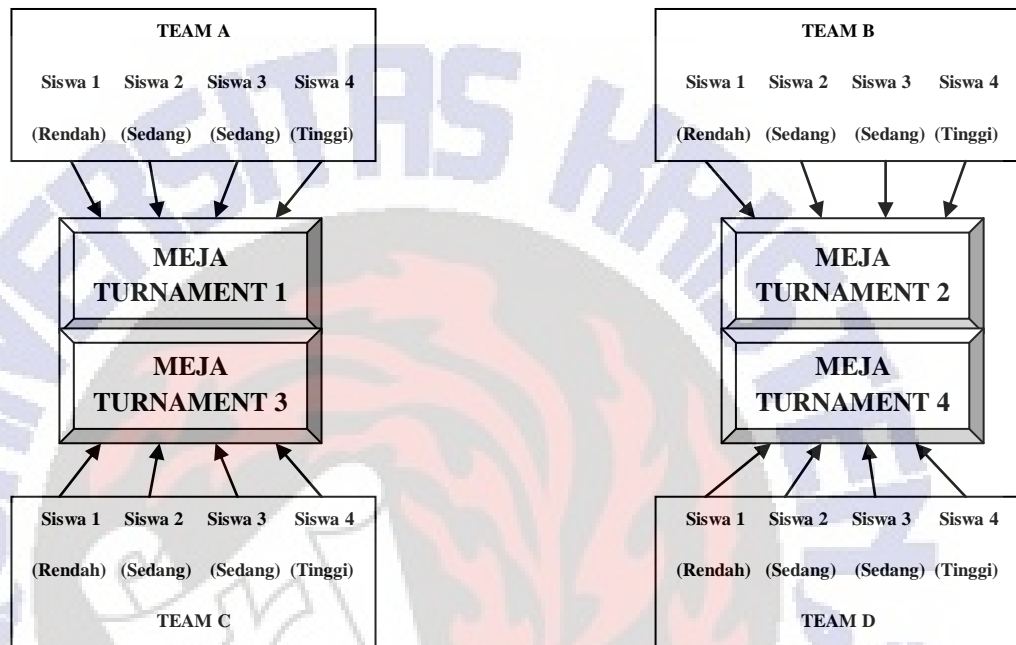 TEAM A
Siswa 1 Siswa 2 Siswa 3 Siswa 4
(Rendah) (Sedang) (Sedang) (Tinggi)
TEAM B
Siswa 1 Siswa 2 Siswa 3 Siswa 4
(Rendah) (Sedang) (Sedang) (Tinggi)
MEJA
TURNAMENT 1
MEJA
TURNAMENT 2
MEJA
TURNAMENT 3
MEJA
TURNAMENT 4
Siswa 1 Siswa 2 Siswa 3 Siswa 4
(Rendah) (Sedang) (Sedang) (Tinggi)
TEAM C
Siswa 1 Siswa 2 Siswa 3 Siswa 4
(Rendah) (Sedang) (Sedang) (Tinggi)
TEAM D